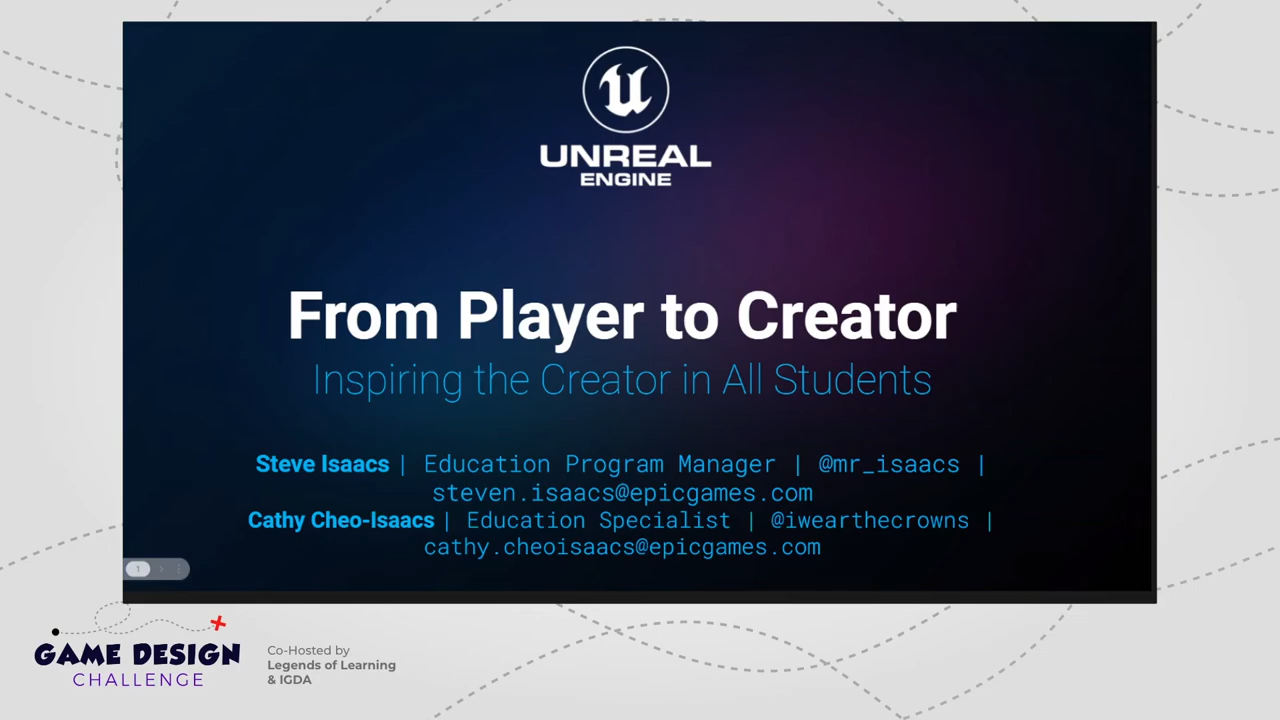 UNREAL
ENGINE
From Player to Creator
Inspiring the Creator in All Students
Steve Isaacs | Education Program Manager | @mr_isaacs |
steven.isaacs@epicgames.com
Cathy Cheo-Isaacs | Education Specialist | @iwearthecrowns |
cathy.cheoisaacs@epicgames.com
1
GAME DESIGN
CHALLENGE
Co-Hosted by
Legends of Learning
& IGDA